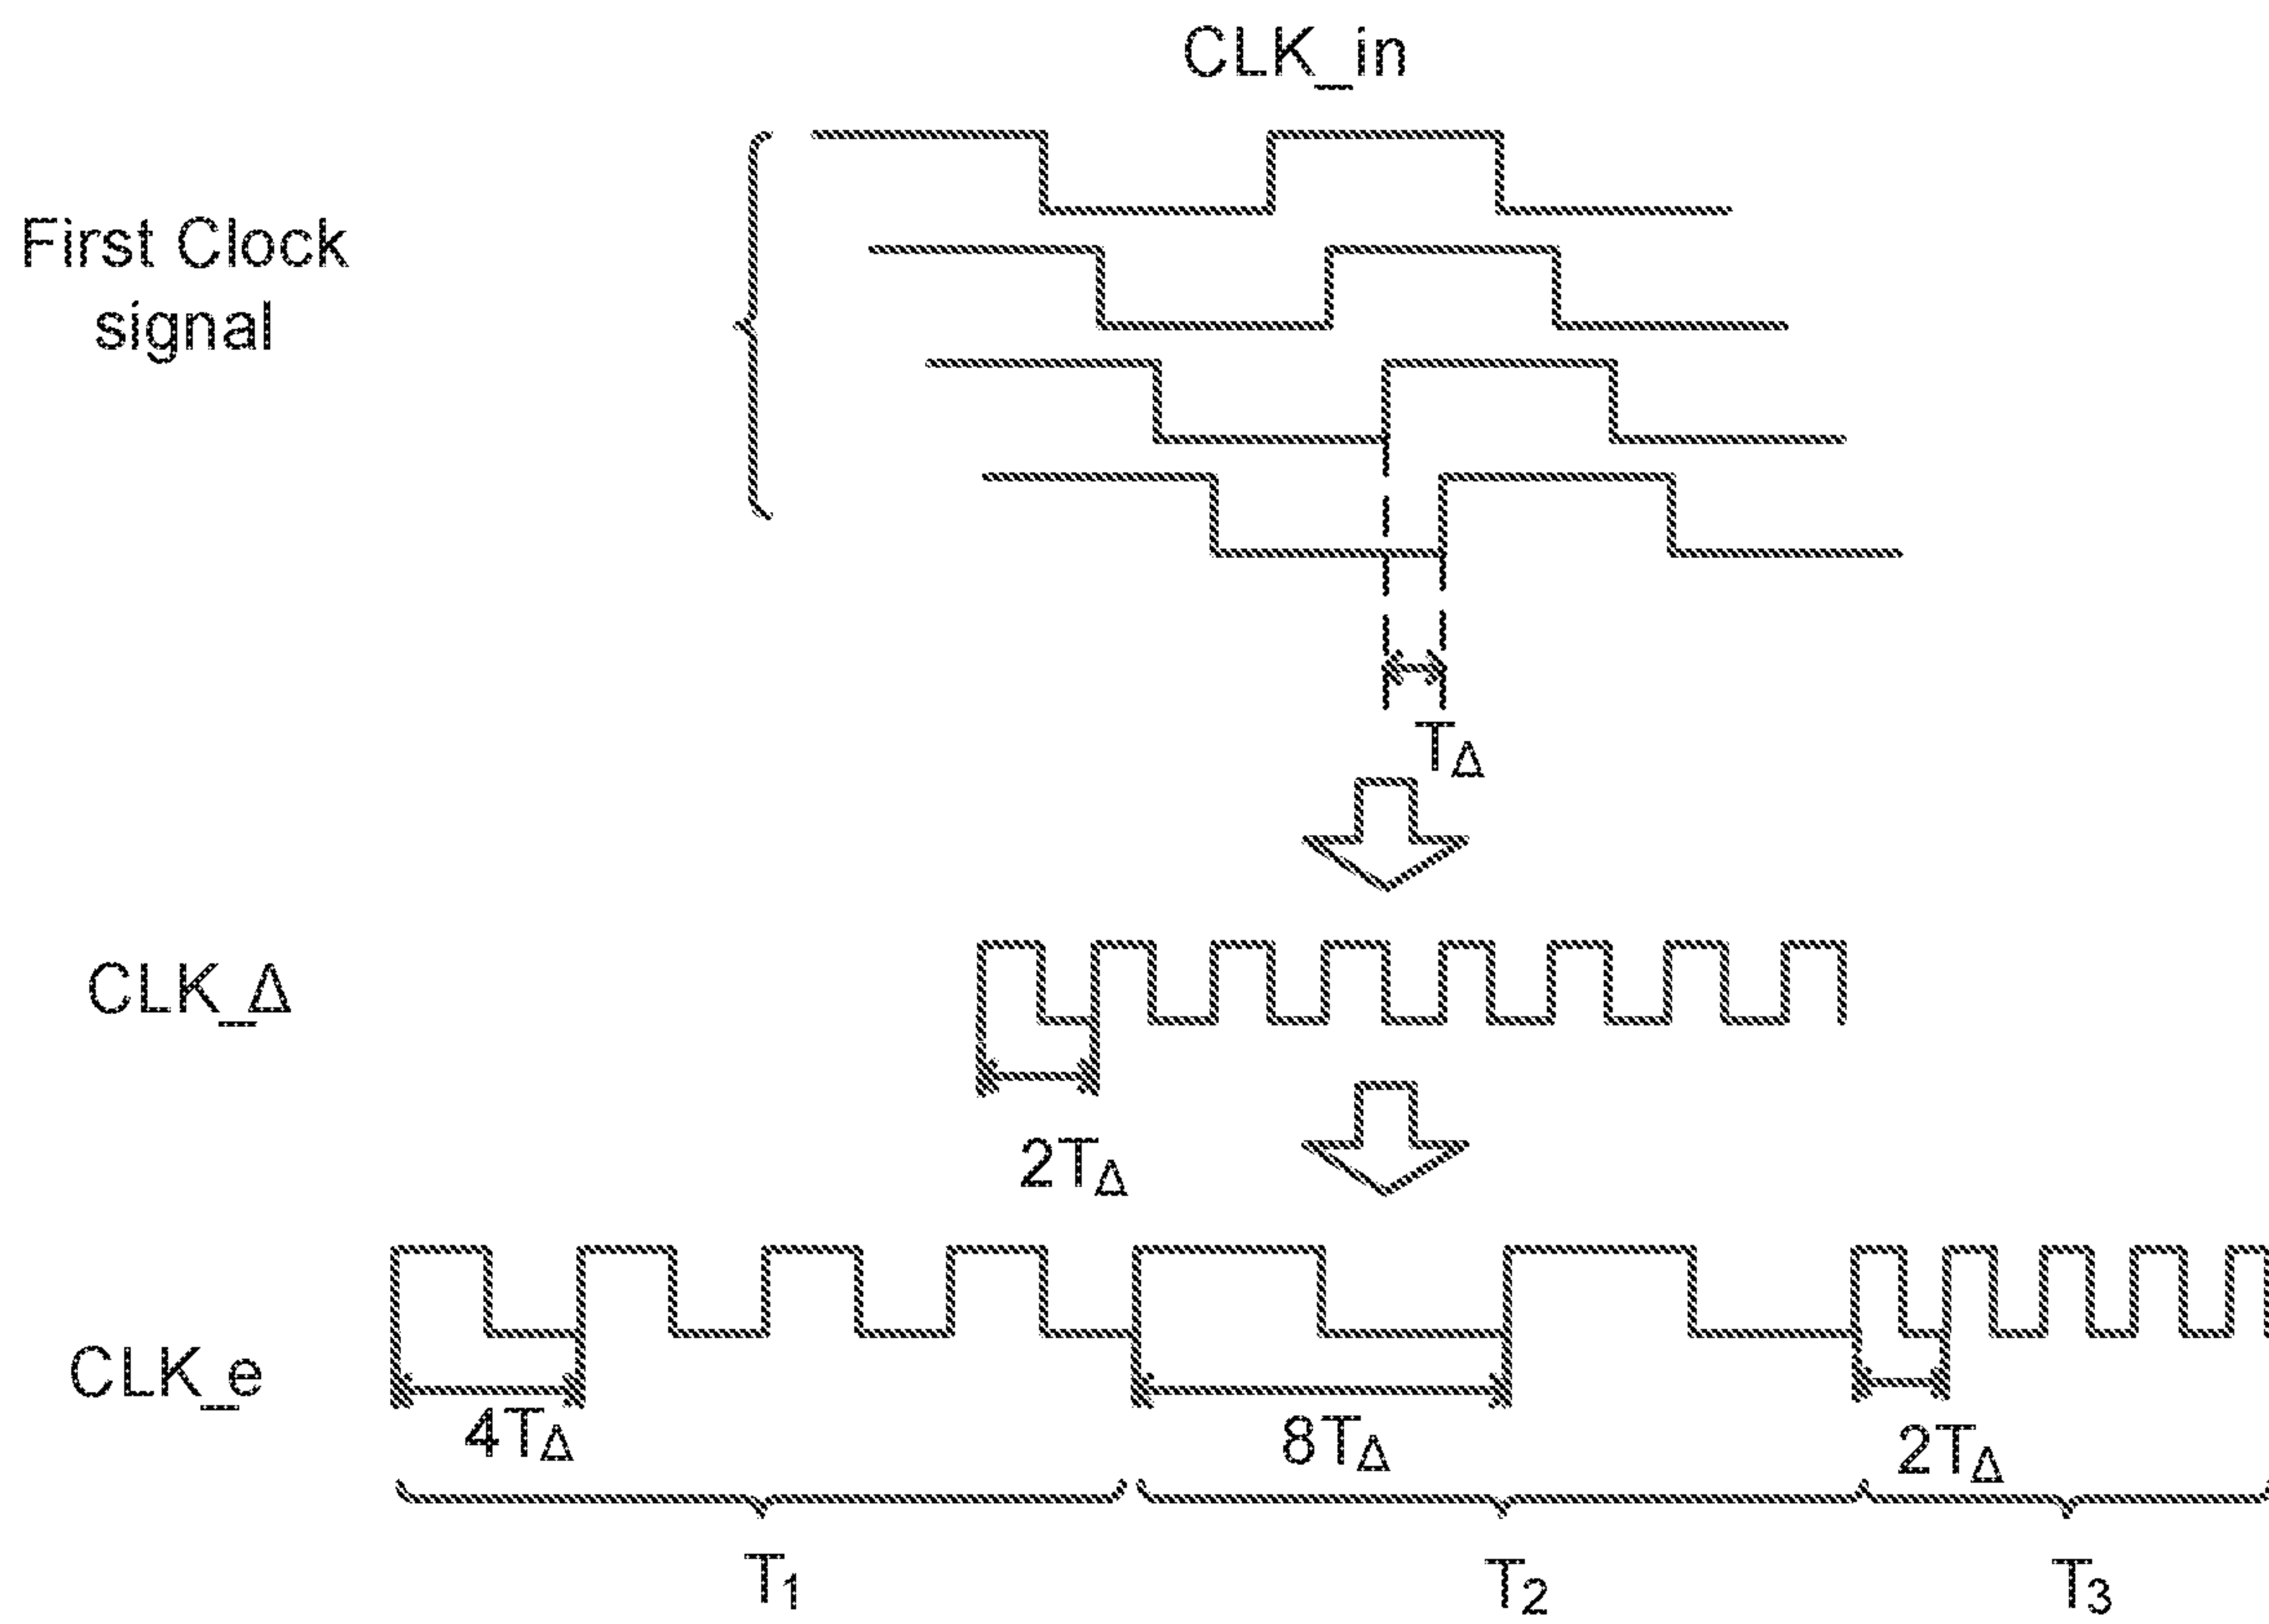 CLK_in
First Clock
signal
TΔ
CLK_Δ
2TΔ
CLK_e
4TΔ
8TΔ
2TΔ
T1
T2
T3